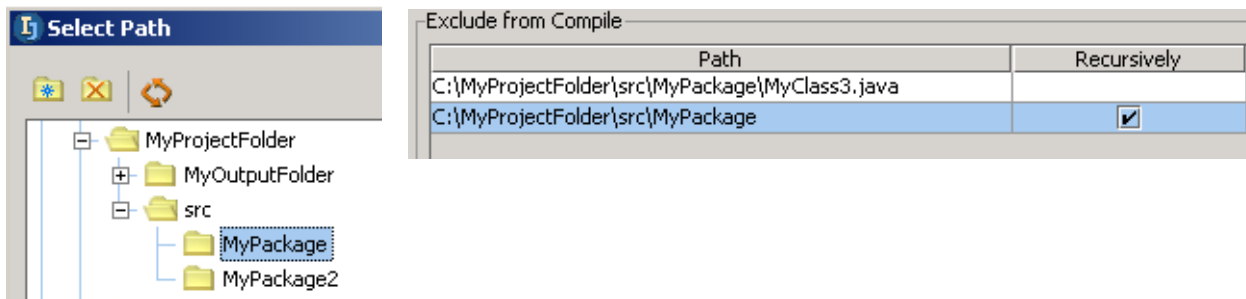 Select Path
MyProjectFolder
MyOutputFolder
src
MyPackage
MyPackage2
Exclude from Compile
Path Recursively
C:\MyProjectFolder\src\MyPackage\MyClass3.java
C:\MyProjectFolder\src\MyPackage